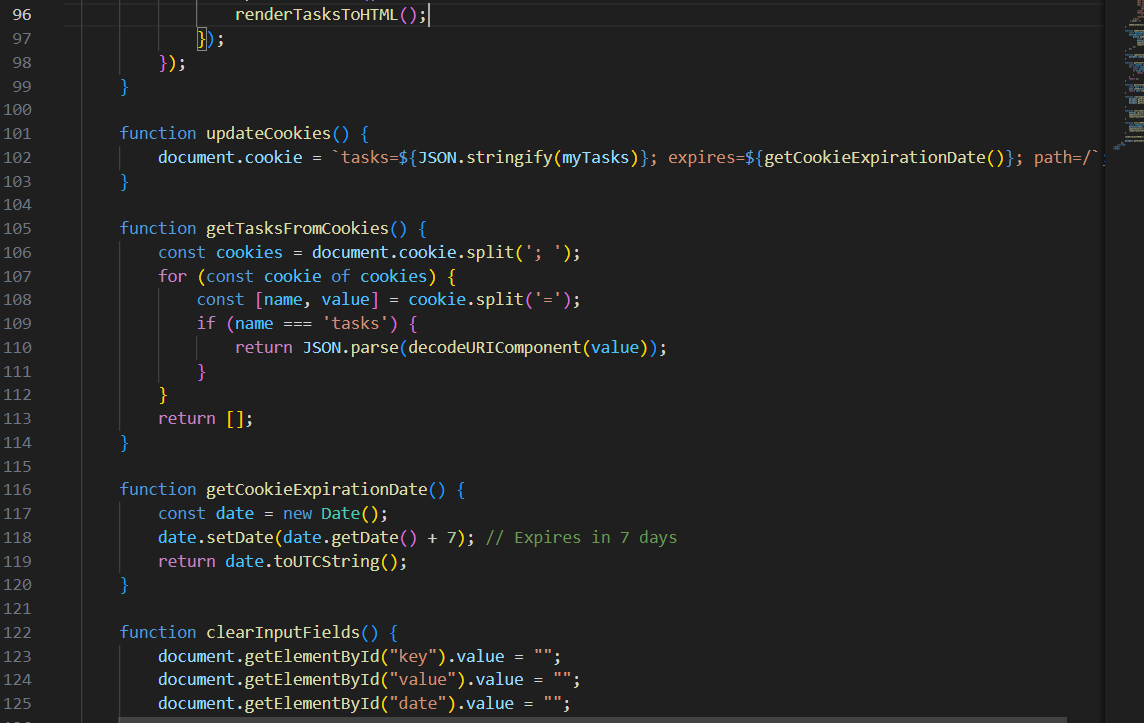 96 renderTasksToHTML();
97 });
98 });
99 }
100
101 function updateCookies() {
102 document.cookie = `tasks=${JSON.stringify(myTasks)}; expires=${getCookieExpirationDate()}; path=/`;
103 }
104
105 function getTasksFromCookies() {
106 const cookies = document.cookie.split('; ');
107 for (const cookie of cookies) {
108 const [name, value] = cookie.split('=');
109 if (name === 'tasks') {
110 return JSON.parse(decodeURIComponent(value));
111 }
112 }
113 return [];
114 }
115
116 function getCookieExpirationDate() {
117 const date = new Date();
118 date.setDate(date.getDate() + 7); // Expires in 7 days
119 return date.toUTCString();
120 }
121
122 function clearInputFields() {
123 document.getElementById("key").value = "";
124 document.getElementById("value").value = "";
125 document.getElementById("date").value = "";